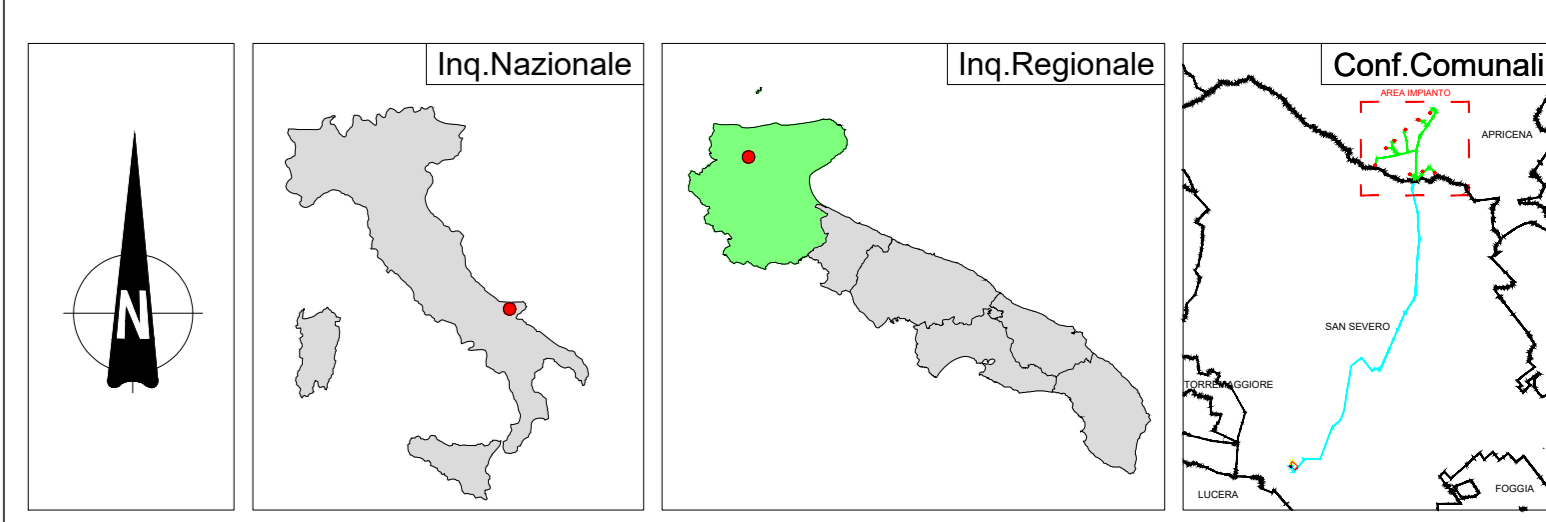 Inq.Nazionale
Inq.Regionale
Conf.Comunali
AREA IMPIANTO
APRICENA
N
SAN SEVERO
TORREMAGGIORE
LUCERA
FOGGIA